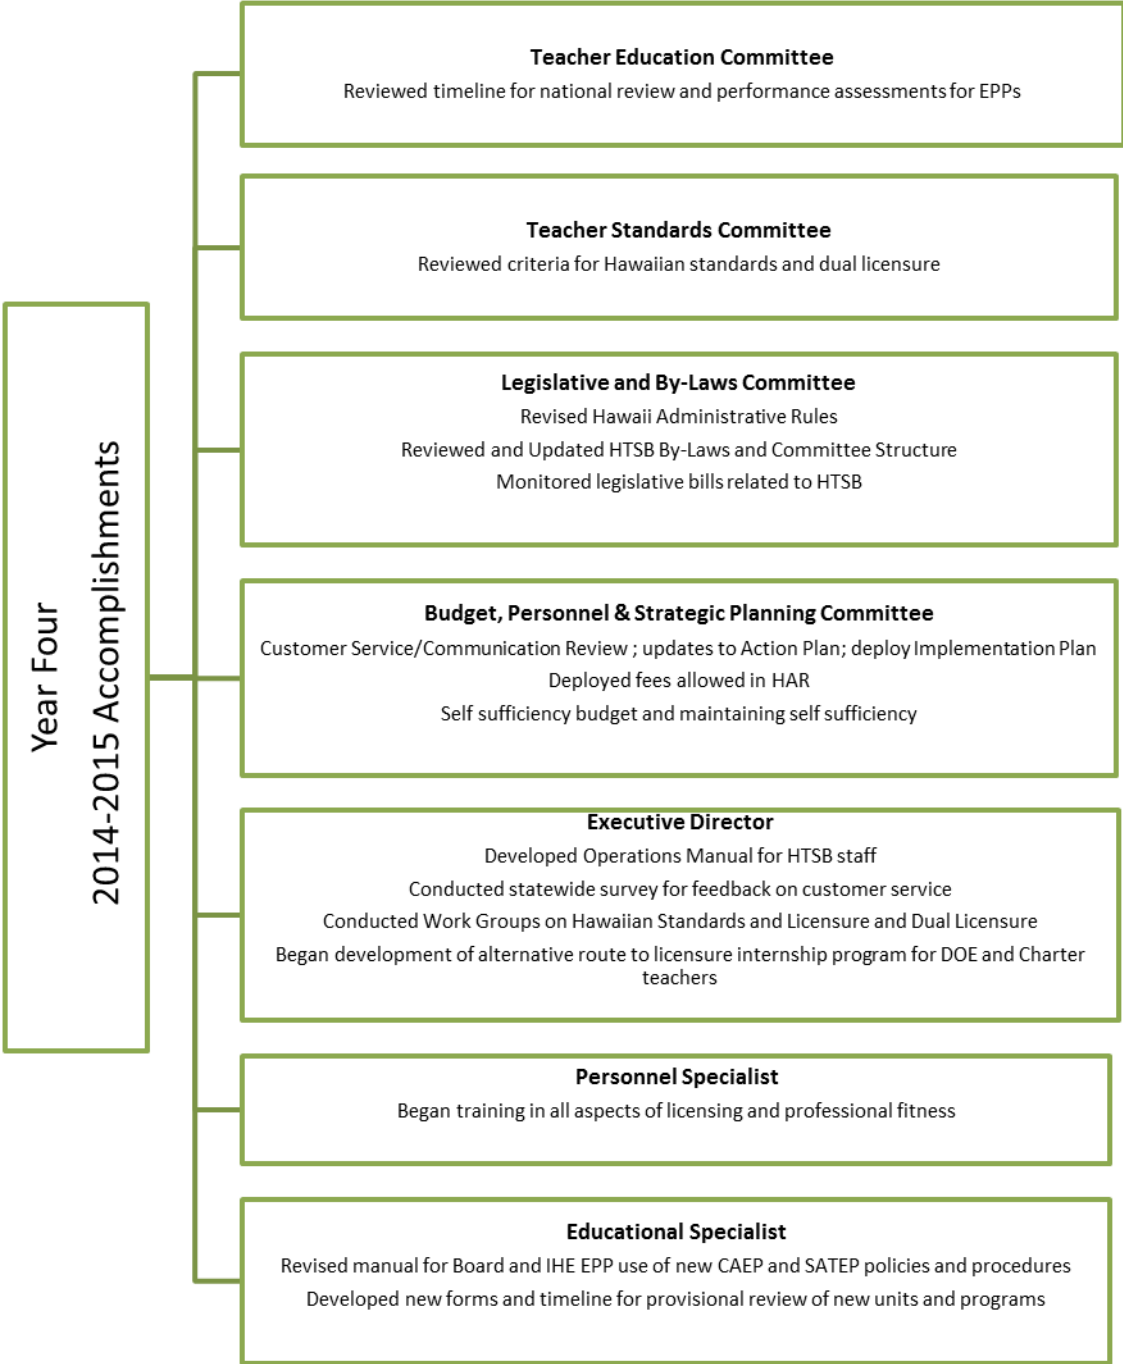 Year Four
2014-2015 Accomplishments
Teacher Education Committee
Reviewed timeline for national review and performance assessments for EPPs
Teacher Standards Committee
Reviewed criteria for Hawaiian standards and dual licensure
Legislative and By-Laws Committee
Revised Hawaii Administrative Rules
Reviewed and Updated HTSB By-Laws and Committee Structure
Monitored legislative bills related to HTSB
Budget, Personnel & Strategic Planning Committee
Customer Service/Communication Review ; updates to Action Plan; deploy Implementation Plan
Deployed fees allowed in HAR
Self sufficiency budget and maintaining self sufficiency
Executive Director
Developed Operations Manual for HTSB staff
Conducted statewide survey for feedback on customer service
Conducted Work Groups on Hawaiian Standards and Licensure and Dual Licensure
Began development of alternative route to licensure internship program for DOE and Charter
teachers
Personnel Specialist
Began training in all aspects of licensing and professional fitness
Educational Specialist
Revised manual for Board and IHE EPP use of new CAEP and SATEP policies and procedures
Developed new forms and timeline for provisional review of new units and programs